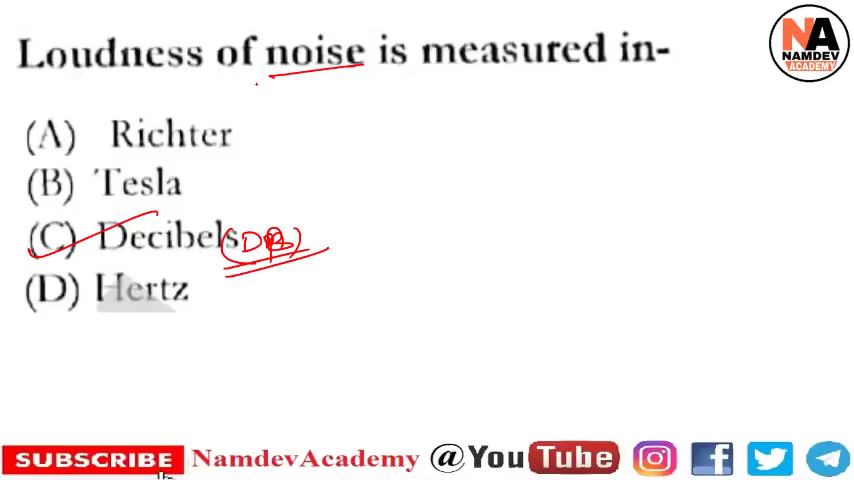 Loudness of noise is measured in-
NA
NAMDEV
ACADEMY
(A) Richter
(B) Tesla
(C) Decibels (DB)
(D) Hertz
SUBSCRIBE NamdevAcademy @YouTube